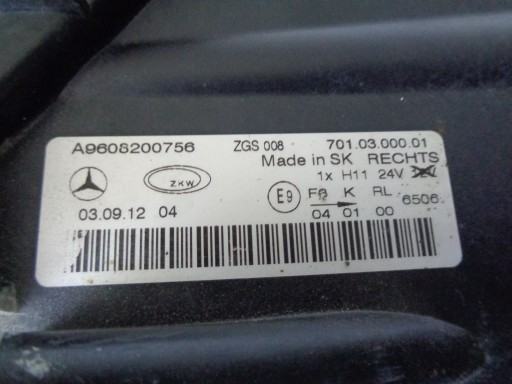 A9608200756 ZGS 008 701.03.000.01
Made in SK RECHTS
1x H11 24V
ZKW
E9 F3 K RL 6506
03.09.12 04 04 01 00